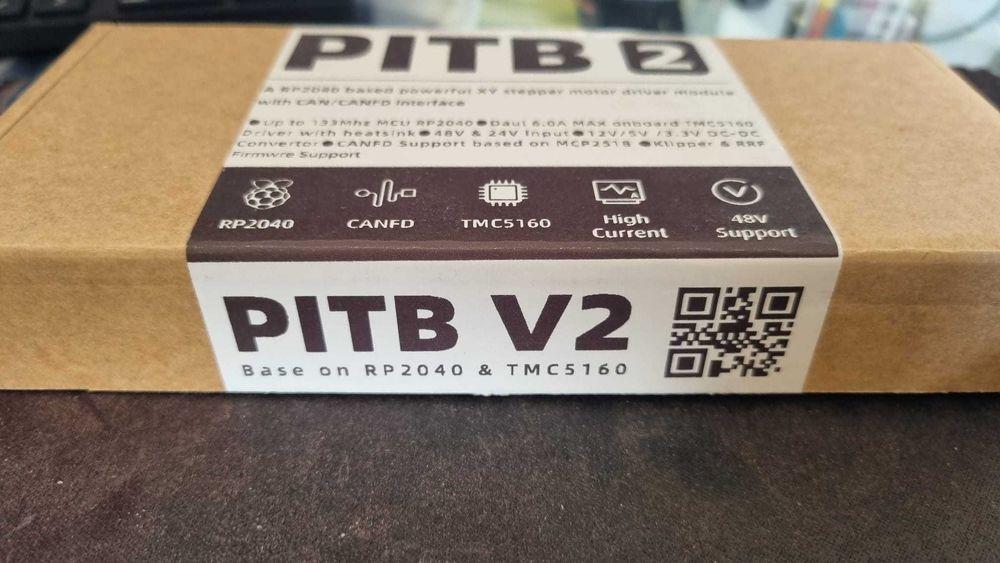 PITB 2
A RP2040 based powerful XY stepper motor driver module
with CAN/CANFD interface
●Up to 133Mhz MCU RP2040●Daul 6.0A MAX onboard TMC5160
Driver with heatsink●48V & 24V Input●12V/5V /3.3V DC-DC
Convertor●CANFD Support based on MCP2518 ●Klipper & RRF
Firmwre Support
RP2040 CANFD TMC5160 High Current 48V Support
PITB V2
Base on RP2040 & TMC5160